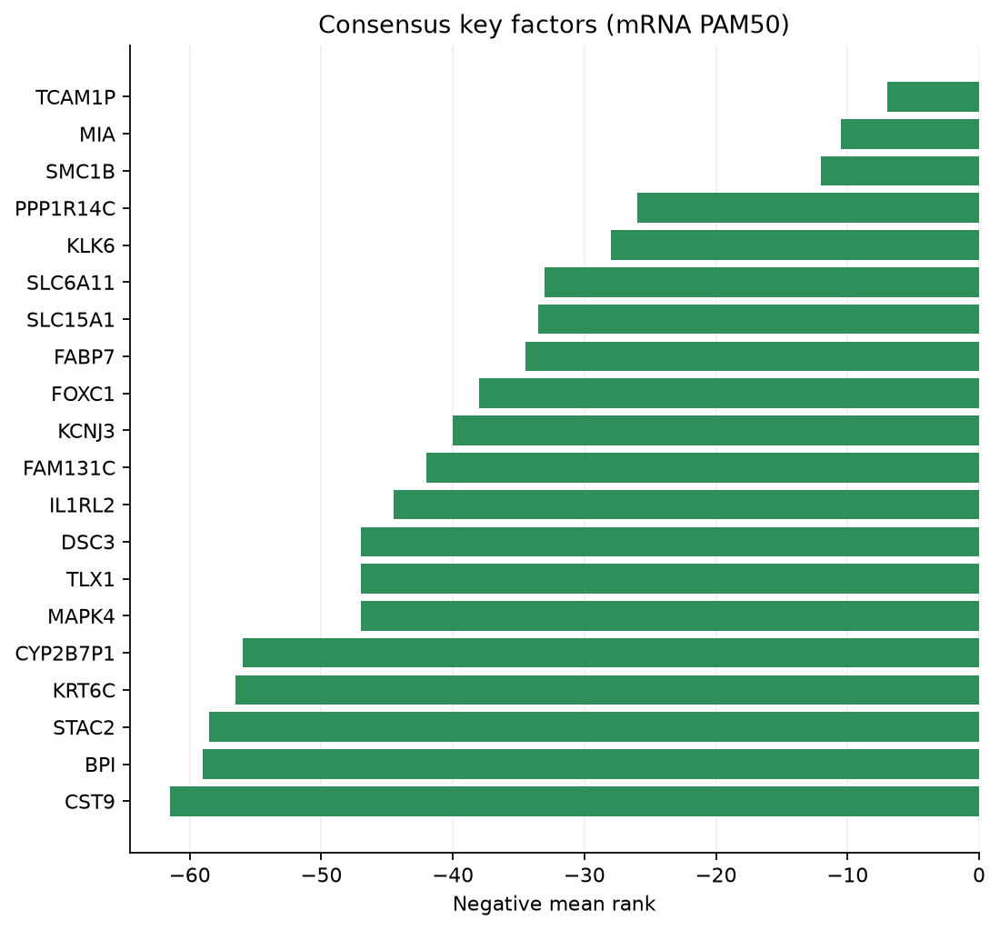 Consensus key factors (mRNA PAM50)
TCAM1P
MIA
SMC1B
PPP1R14C
KLK6
SLC6A11
SLC15A1
FABP7
FOXC1
KCNJ3
FAM131C
IL1RL2
DSC3
TLX1
MAPK4
CYP2B7P1
KRT6C
STAC2
BPI
CST9
−60 −50 −40 −30 −20 −10 0
Negative mean rank